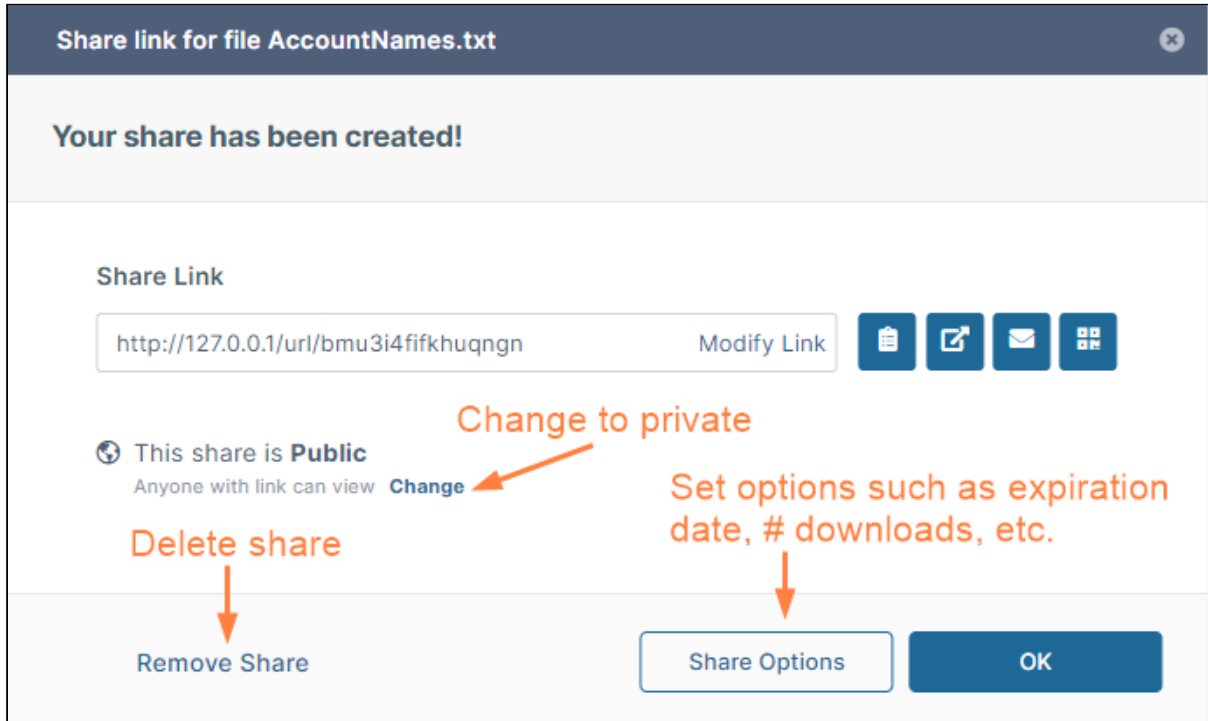 Share link for file AccountNames.txt
Your share has been created!
Share Link
http://127.0.0.1/url/bmu3i4fifkhuqngn Modify Link
Change to private
This share is Public
Anyone with link can view Change
Set options such as expiration
date, # downloads, etc.
Delete share
Remove Share
Share Options
OK